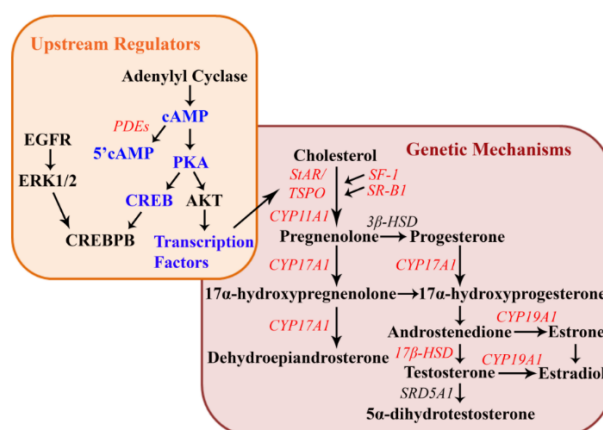 Upstream Regulators
Adenylyl Cyclase
PDEs
cAMP
EGFR
5'cAMP
PKA
ERK1/2
CREB
AKT
CREBPB
Transcription
Factors
Genetic Mechanisms
Cholesterol
StAR/
TSPO
SF-1
SR-B1
CYP11A1
3β-HSD
Pregnenolone
Progesterone
CYP17A1
CYP17A1
17α-hydroxypregnenolone
17α-hydroxyprogesterone
CYP17A1
CYP19A1
Androstenedione
Estrone
Dehydroepiandrosterone
17β-HSD
CYP19A1
Testosterone
Estradiol
SRD5A1
5α-dihydrotestosterone